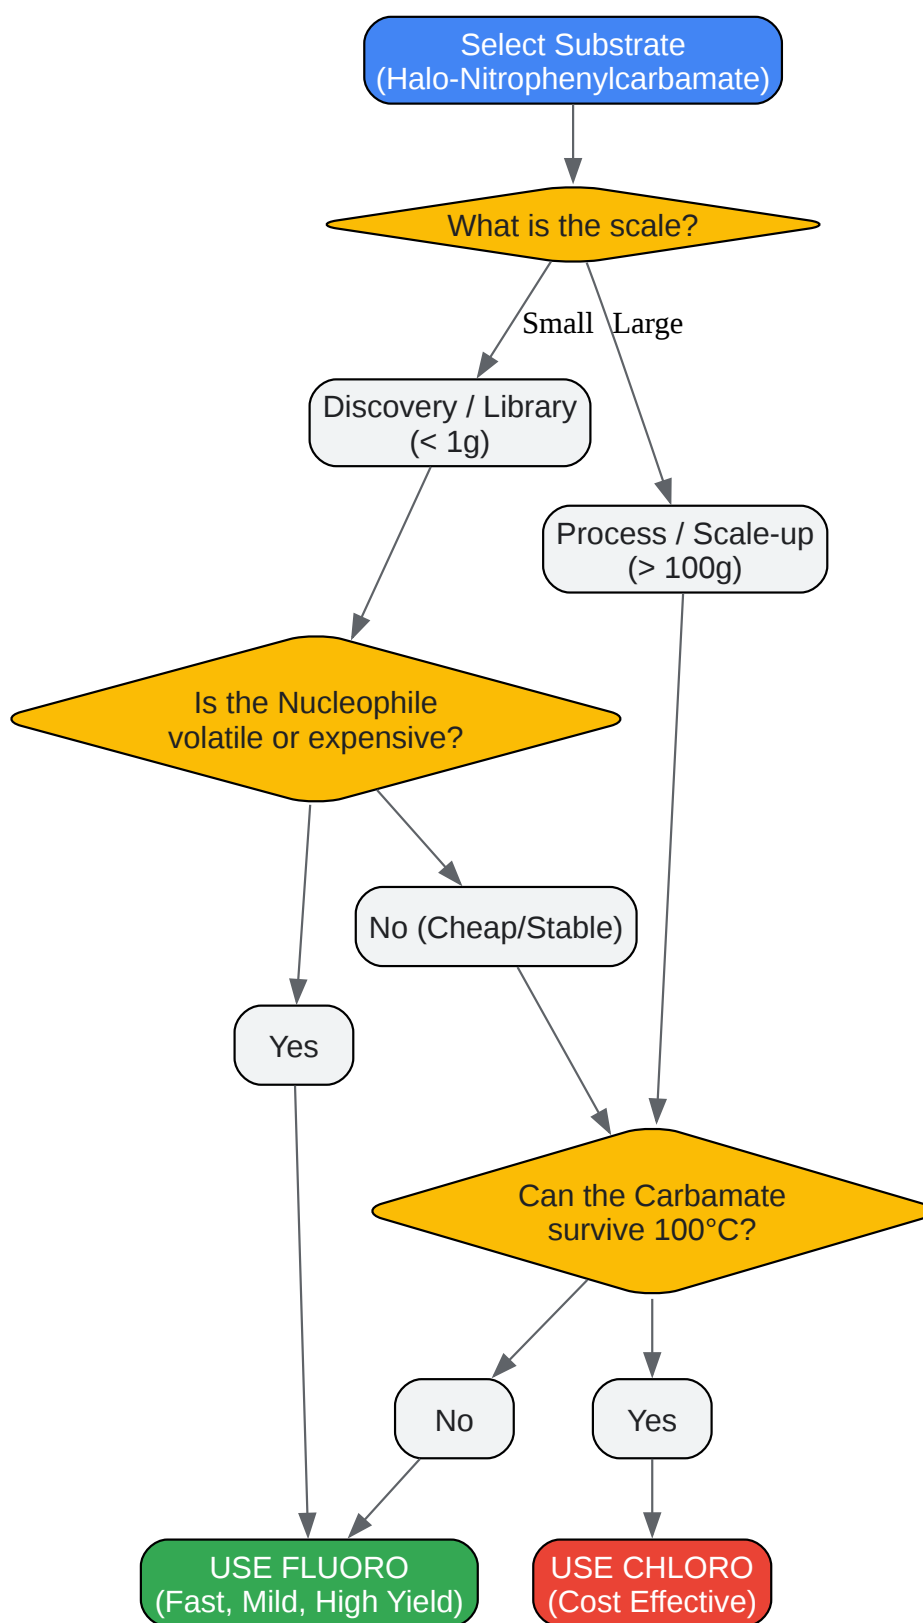 Select Substrate
(Halo-Nitrophenylcarbamate)
What is the scale?
Small
Large
Discovery / Library
(< 1g)
Process / Scale-up
(> 100g)
Is the Nucleophile
volatile or expensive?
No (Cheap/Stable)
Yes
Can the Carbamate
survive 100°C?
No
Yes
USE FLUORO
(Fast, Mild, High Yield)
USE CHLORO
(Cost Effective)